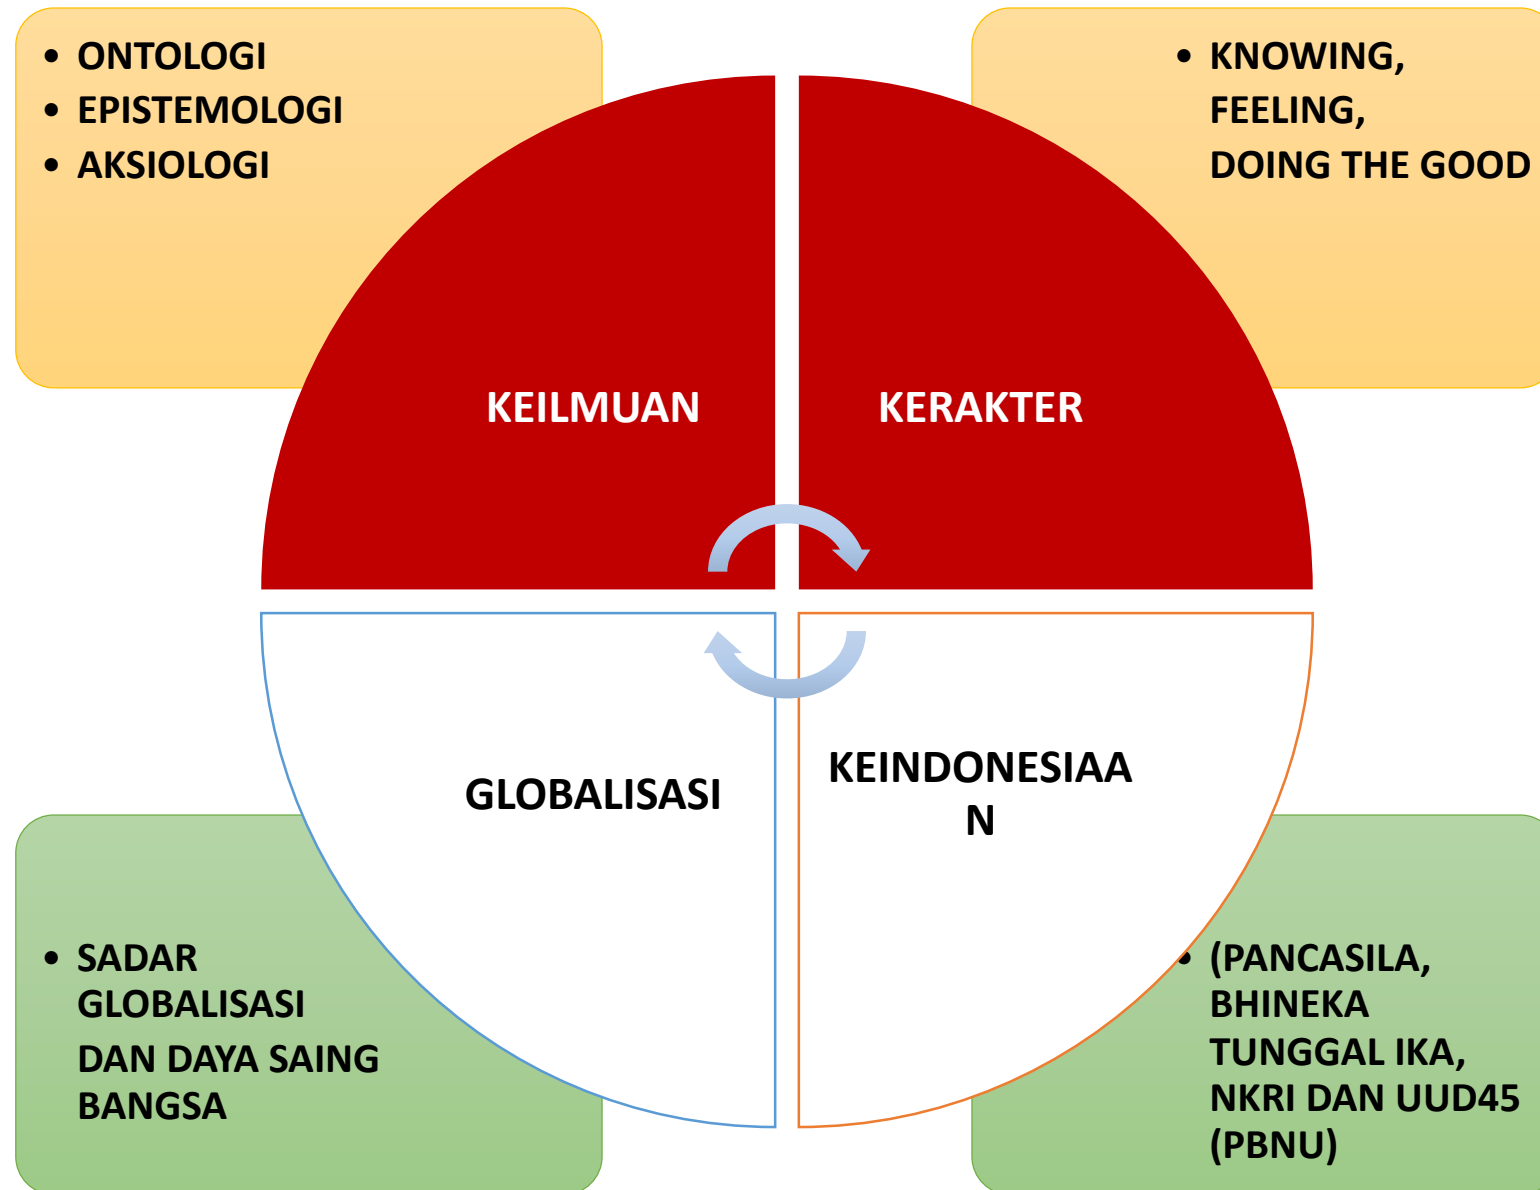 • ONTOLOGI
• EPISTEMOLOGI
• AKSIOLOGI
• KNOWING,
FEELING,
DOING THE GOOD
KEILMUAN
KERAKTER
GLOBALISASI
KEINDONESIAA
N
• SADAR
GLOBALISASI
DAN DAYA SAING
BANGSA
• (PANCASILA,
BHINEKA
TUNGGAL IKA,
NKRI DAN UUD45
(PBNU)